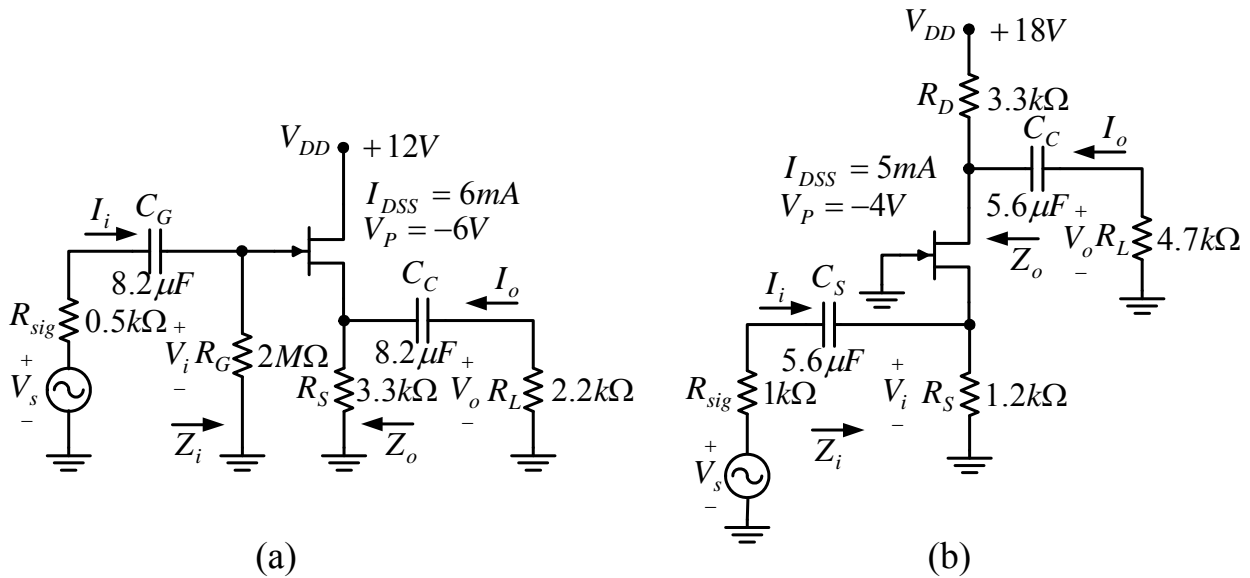 V_DD +12V
I_DSS = 6mA
V_P = −6V
I_i C_G
8.2μF
C_C I_o
8.2μF
R_sig 0.5kΩ
+
V_s
−
+
V_i
−
R_G 2MΩ
R_S 3.3kΩ
+
V_o
−
R_L 2.2kΩ
Z_i
Z_o
(a)
V_DD +18V
R_D 3.3kΩ
C_C I_o
5.6μF
I_DSS = 5mA
V_P = −4V
+
V_o
−
R_L 4.7kΩ
Z_o
I_i C_S
5.6μF
R_sig 1kΩ
+
V_i
−
R_S 1.2kΩ
+
V_s
−
Z_i
(b)